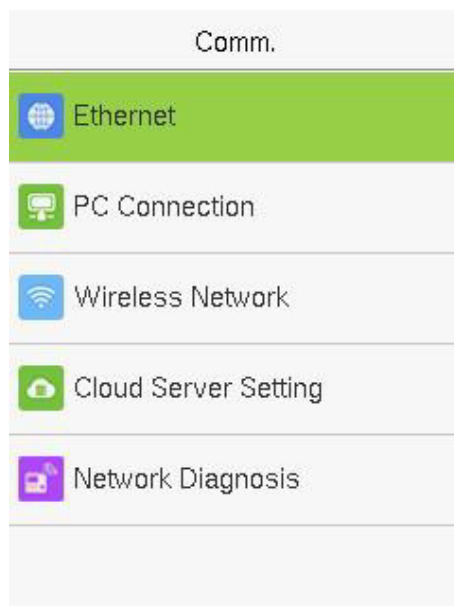 Comm.
Ethernet
PC Connection
Wireless Network
Cloud Server Setting
Network Diagnosis